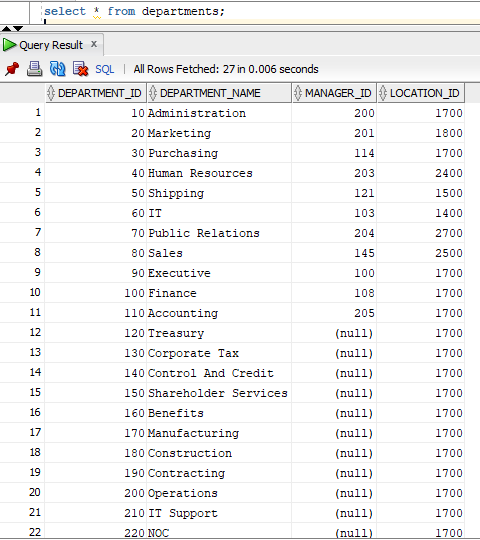 select * from departments;
Query Result x
SQL | All Rows Fetched: 27 in 0.006 seconds
DEPARTMENT_ID DEPARTMENT_NAME MANAGER_ID LOCATION_ID
1 10 Administration 200 1700
2 20 Marketing 201 1800
3 30 Purchasing 114 1700
4 40 Human Resources 203 2400
5 50 Shipping 121 1500
6 60 IT 103 1400
7 70 Public Relations 204 2700
8 80 Sales 145 2500
9 90 Executive 100 1700
10 100 Finance 108 1700
11 110 Accounting 205 1700
12 120 Treasury (null) 1700
13 130 Corporate Tax (null) 1700
14 140 Control And Credit (null) 1700
15 150 Shareholder Services (null) 1700
16 160 Benefits (null) 1700
17 170 Manufacturing (null) 1700
18 180 Construction (null) 1700
19 190 Contracting (null) 1700
20 200 Operations (null) 1700
21 210 IT Support (null) 1700
22 220 NOC (null) 1700